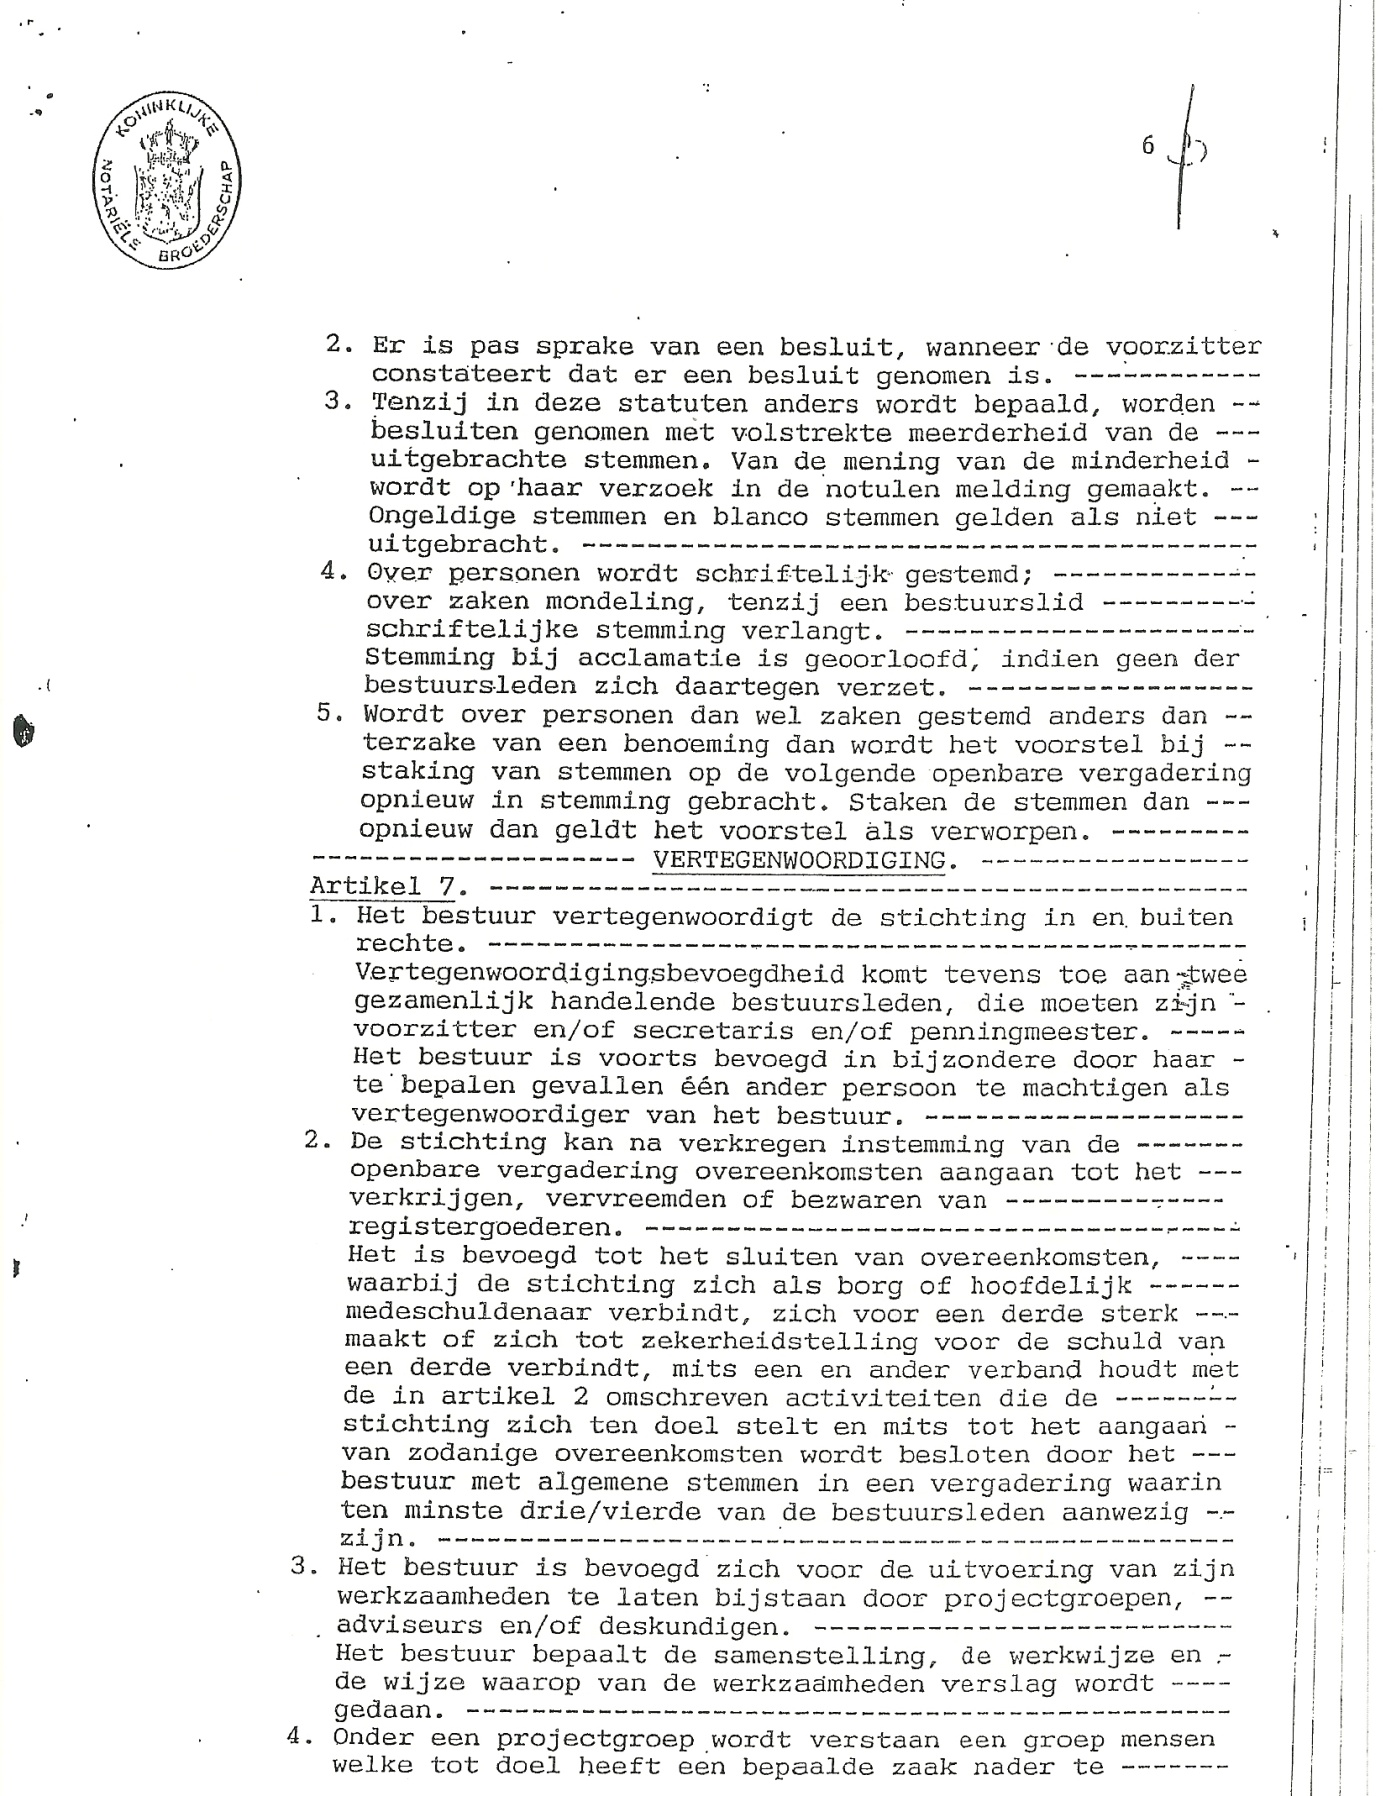 KONINKLIJKE
NOTARIËLE BROEDERSCHAP
6
2. Er is pas sprake van een besluit, wanneer de voorzitter
constateert dat er een besluit genomen is. ------------
3. Tenzij in deze statuten anders wordt bepaald, worden --
besluiten genomen met volstrekte meerderheid van de ---
uitgebrachte stemmen. Van de mening van de minderheid -
wordt op haar verzoek in de notulen melding gemaakt. --
Ongeldige stemmen en blanco stemmen gelden als niet ---
uitgebracht. ------------------------------------------
4. Over personen wordt schriftelijk gestemd; -------------
over zaken mondeling, tenzij een bestuurslid ----------
schriftelijke stemming verlangt. ----------------------
Stemming bij acclamatie is geoorloofd, indien geen der
bestuursleden zich daartegen verzet. ------------------
5. Wordt over personen dan wel zaken gestemd anders dan --
terzake van een benoeming dan wordt het voorstel bij --
staking van stemmen op de volgende openbare vergadering
opnieuw in stemming gebracht. Staken de stemmen dan ---
opnieuw dan geldt het voorstel als verworpen. ---------
-------------------- VERTEGENWOORDIGING. -----------------
Artikel 7. -----------------------------------------------
1. Het bestuur vertegenwoordigt de stichting in en buiten
rechte. -----------------------------------------------
Vertegenwoordigingsbevoegdheid komt tevens toe aan twee
gezamenlijk handelende bestuursleden, die moeten zijn -
voorzitter en/of secretaris en/of penningmeester. -----
Het bestuur is voorts bevoegd in bijzondere door haar -
te bepalen gevallen één ander persoon te machtigen als
vertegenwoordiger van het bestuur. --------------------
2. De stichting kan na verkregen instemming van de -------
openbare vergadering overeenkomsten aangaan tot het ---
verkrijgen, vervreemden of bezwaren van --------------
registergoederen. -------------------------------------
Het is bevoegd tot het sluiten van overeenkomsten, ----
waarbij de stichting zich als borg of hoofdelijk ------
medeschuldenaar verbindt, zich voor een derde sterk ---
maakt of zich tot zekerheidstelling voor de schuld van
een derde verbindt, mits een en ander verband houdt met
de in artikel 2 omschreven activiteiten die de --------
stichting zich ten doel stelt en mits tot het aangaan -
van zodanige overeenkomsten wordt besloten door het ---
bestuur met algemene stemmen in een vergadering waarin
ten minste drie/vierde van de bestuursleden aanwezig --
zijn. -------------------------------------------------
3. Het bestuur is bevoegd zich voor de uitvoering van zijn
werkzaamheden te laten bijstaan door projectgroepen, --
adviseurs en/of deskundigen. --------------------------
Het bestuur bepaalt de samenstelling, de werkwijze en -
de wijze waarop van de werkzaamheden verslag wordt ----
gedaan. -----------------------------------------------
4. Onder een projectgroep wordt verstaan een groep mensen
welke tot doel heeft een bepaalde zaak nader te -------